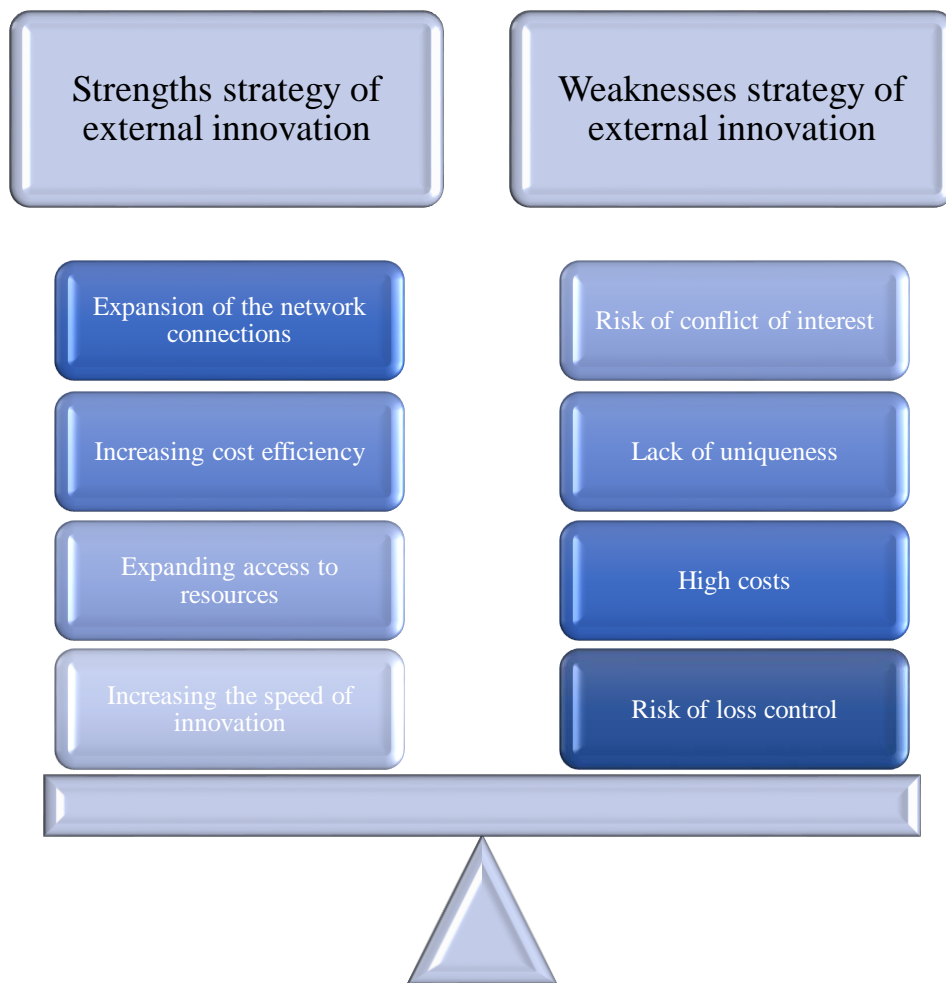 Strengths strategy of
external innovation
Weaknesses strategy of
external innovation
Expansion of the network
connections
Increasing cost efficiency
Expanding access to
resources
Increasing the speed of
innovation
Risk of conflict of interest
Lack of uniqueness
High costs
Risk of loss control